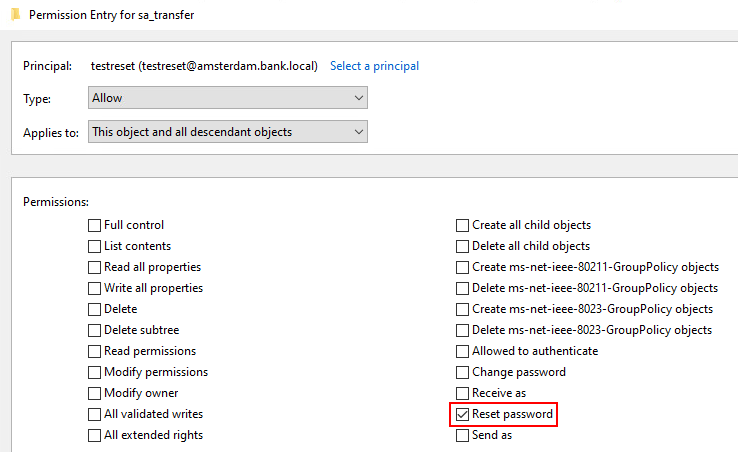 Permission Entry for sa_transfer
Principal: testreset (testreset@amsterdam.bank.local) Select a principal
Type: Allow
Applies to: This object and all descendant objects
Permissions:
Full control
List contents
Read all properties
Write all properties
Delete
Delete subtree
Read permissions
Modify permissions
Modify owner
All validated writes
All extended rights
Create all child objects
Delete all child objects
Create ms-net-ieee-80211-GroupPolicy objects
Delete ms-net-ieee-80211-GroupPolicy objects
Create ms-net-ieee-8023-GroupPolicy objects
Delete ms-net-ieee-8023-GroupPolicy objects
Allowed to authenticate
Change password
Receive as
Reset password
Send as